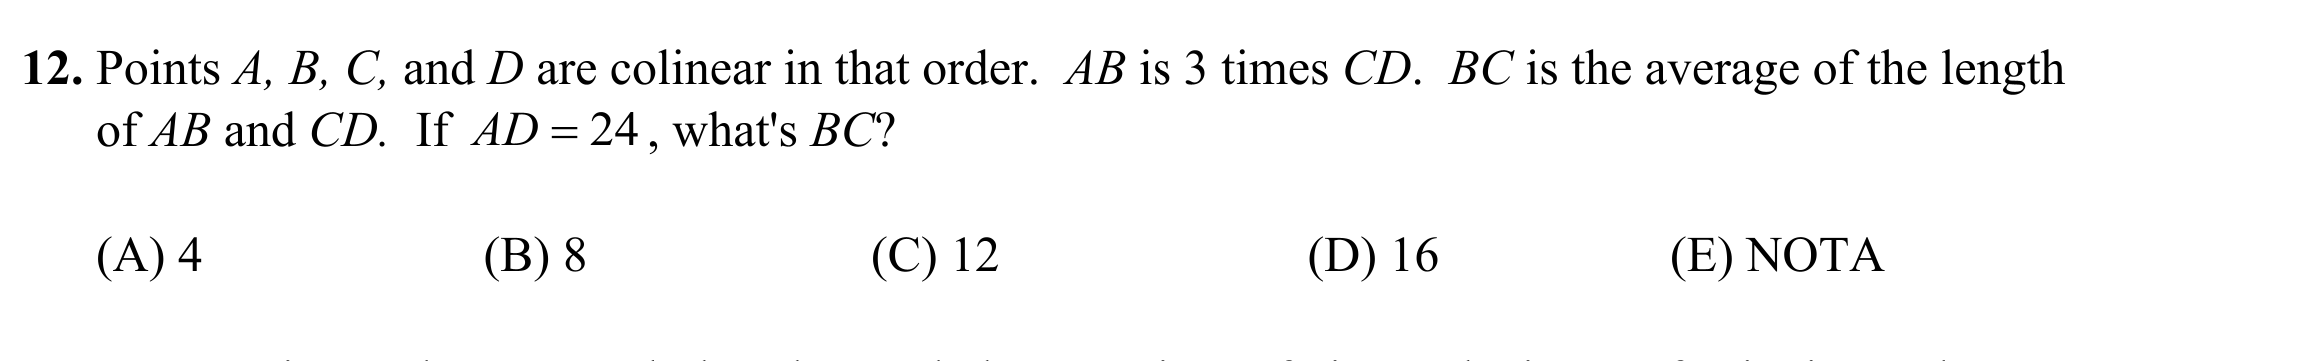 12. Points A, B, C, and D are colinear in that order. AB is 3 times CD. BC is the average of the length
of AB and CD. If AD = 24, what's BC?
(A) 4 (B) 8 (C) 12 (D) 16 (E) NOTA